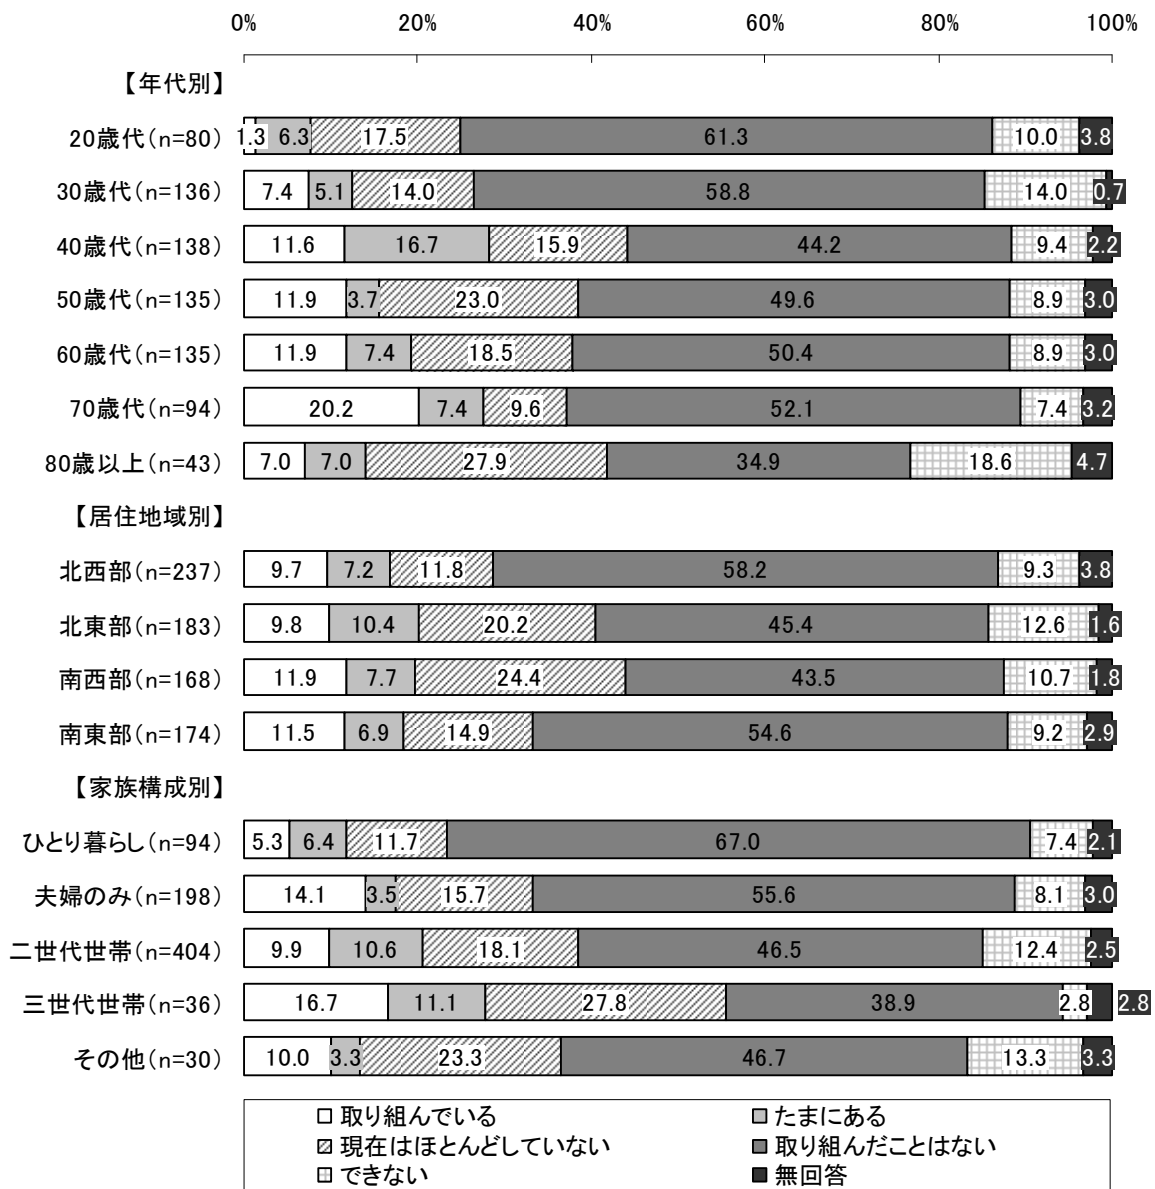 0% 20% 40% 60% 80% 100%
【年代別】
20歳代(n=80) 1.3 6.3 17.5 61.3 10.0 3.8
30歳代(n=136) 7.4 5.1 14.0 58.8 14.0 0.7
40歳代(n=138) 11.6 16.7 15.9 44.2 9.4 2.2
50歳代(n=135) 11.9 3.7 23.0 49.6 8.9 3.0
60歳代(n=135) 11.9 7.4 18.5 50.4 8.9 3.0
70歳代(n=94) 20.2 7.4 9.6 52.1 7.4 3.2
80歳以上(n=43) 7.0 7.0 27.9 34.9 18.6 4.7
【居住地域別】
北西部(n=237) 9.7 7.2 11.8 58.2 9.3 3.8
北東部(n=183) 9.8 10.4 20.2 45.4 12.6 1.6
南西部(n=168) 11.9 7.7 24.4 43.5 10.7 1.8
南東部(n=174) 11.5 6.9 14.9 54.6 9.2 2.9
【家族構成別】
ひとり暮らし(n=94) 5.3 6.4 11.7 67.0 7.4 2.1
夫婦のみ(n=198) 14.1 3.5 15.7 55.6 8.1 3.0
二世代世帯(n=404) 9.9 10.6 18.1 46.5 12.4 2.5
三世代世帯(n=36) 16.7 11.1 27.8 38.9 2.8 2.8
その他(n=30) 10.0 3.3 23.3 46.7 13.3 3.3
取り組んでいる たまにある
現在はほとんどしていない 取り組んだことはない
できない 無回答